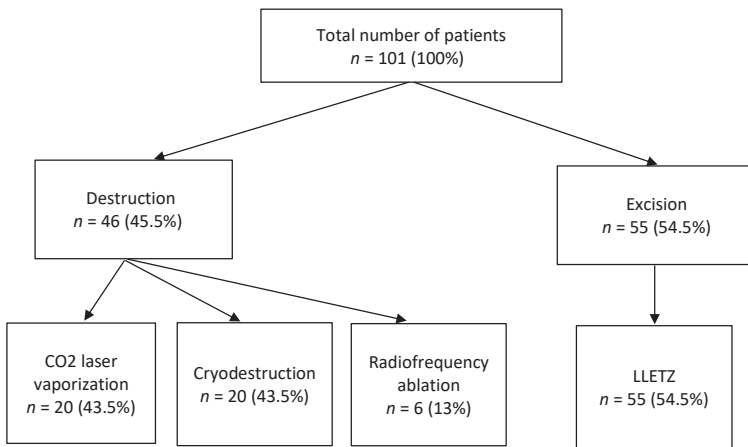 Total number of patients
n = 101 (100%)
Destruction
n = 46 (45.5%)
Excision
n = 55 (54.5%)
CO2 laser
vaporization
n = 20 (43.5%)
Cryodestruction
n = 20 (43.5%)
Radiofrequency
ablation
n = 6 (13%)
LLETZ
n = 55 (54.5%)